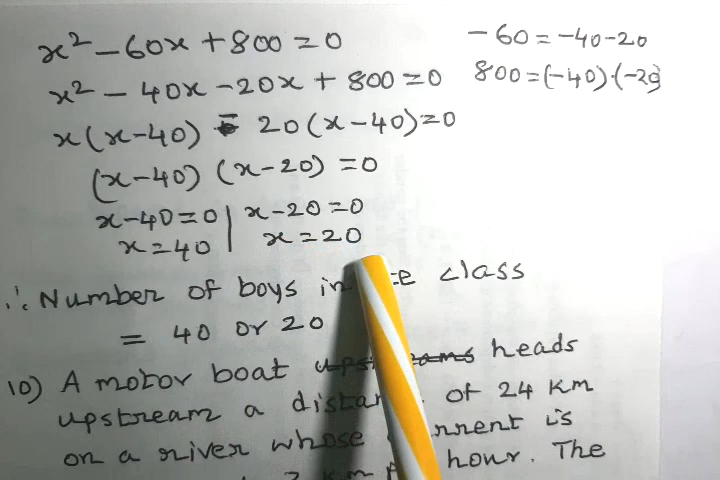 x² - 60x + 800 = 0
- 60 = -40 -20
x² - 40x - 20x + 800 = 0
800 = (-40)·(-20)
x(x-40) - 20(x-40) = 0
(x-40) (x-20) = 0
x-40 = 0 | x-20 = 0
x = 40 | x = 20
∴ Number of boys in class
= 40 or 20
10) A motor boat heads
upstream a of 24 km
on a river whose is
km hour. The